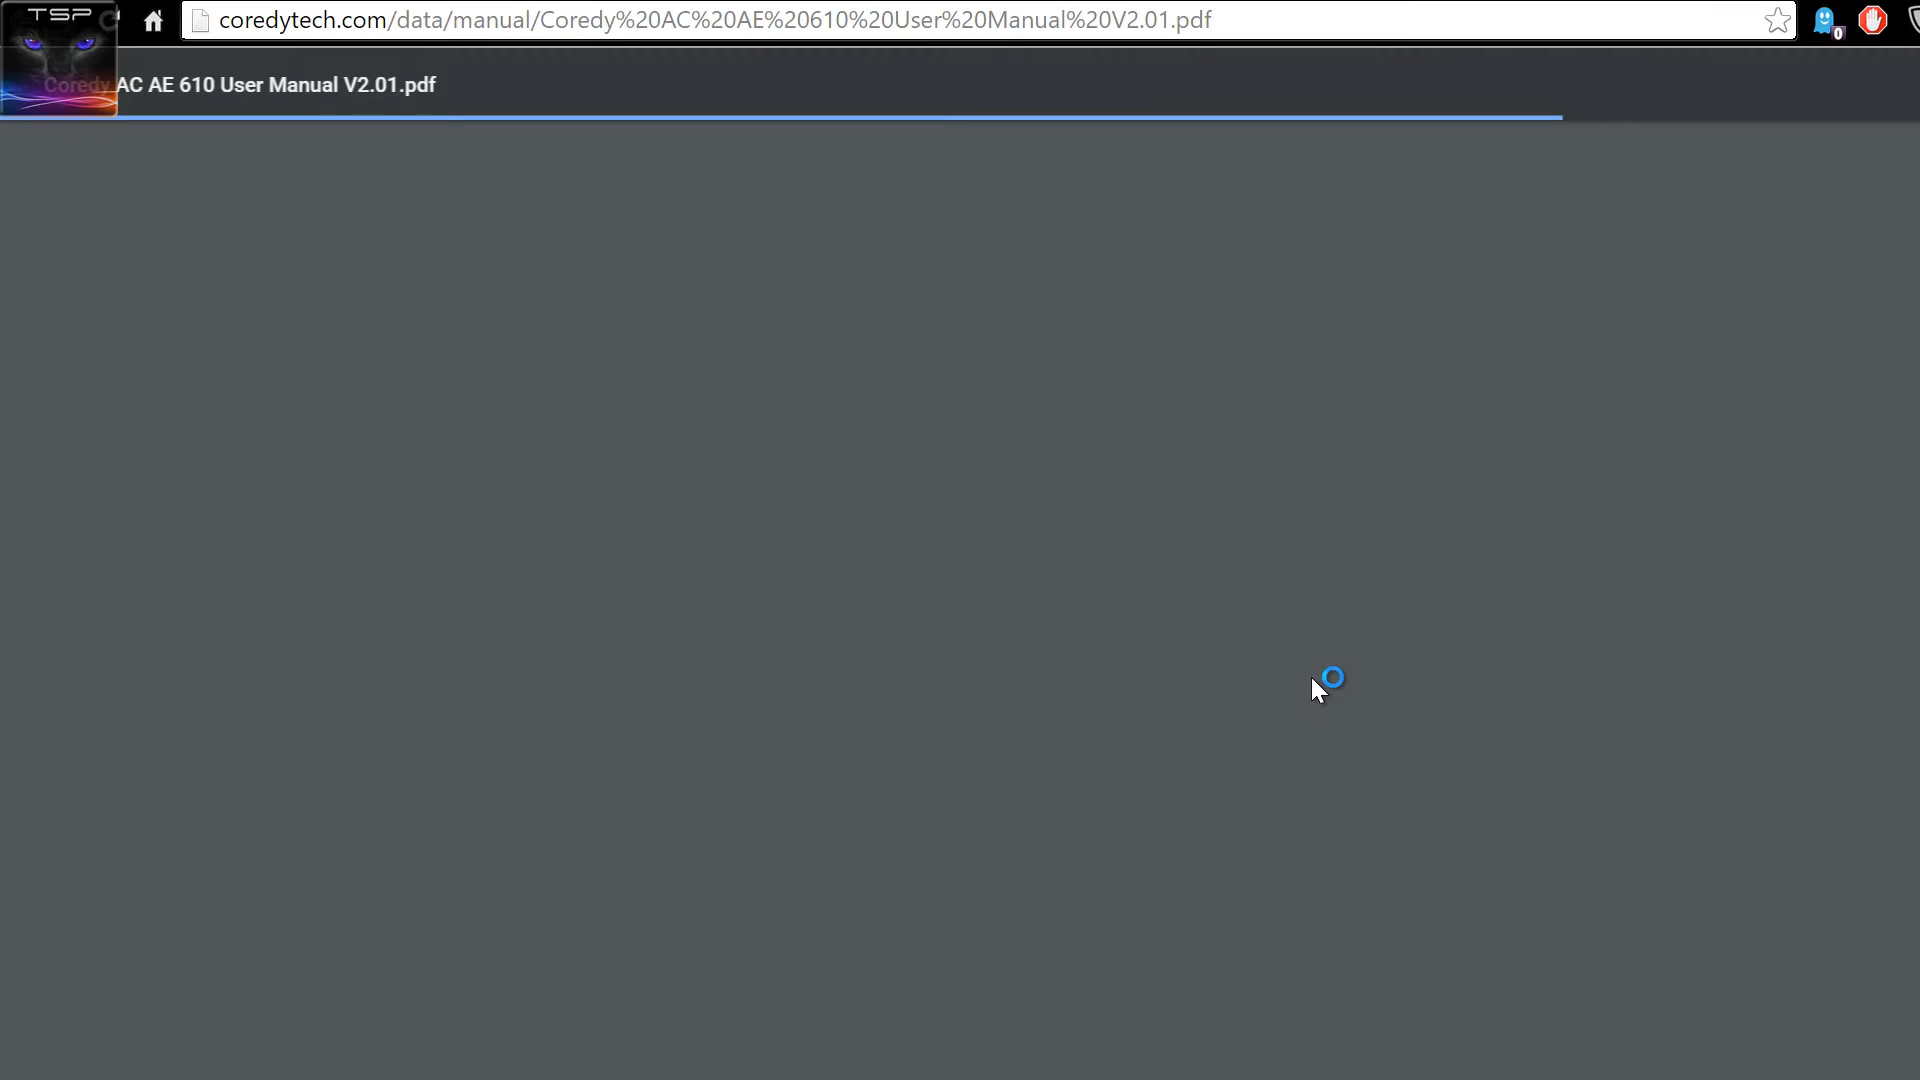 TSP
coredytech.com/data/manual/Coredy%20AC%20AE%20610%20User%20Manual%20V2.01.pdf
0
Coredy AC AE 610 User Manual V2.01.pdf